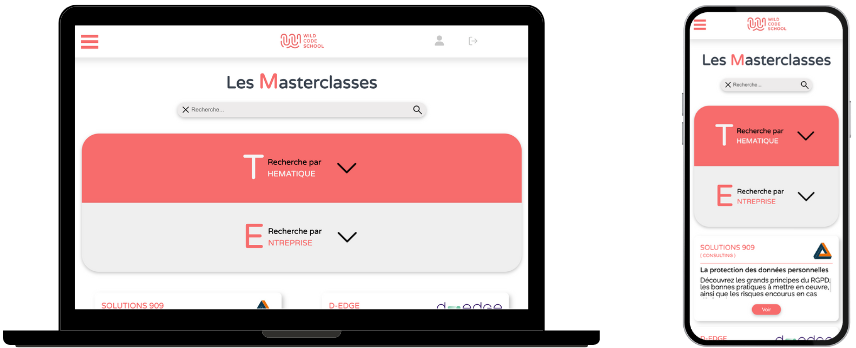 WILD
CODE
SCHOOL
Les Masterclasses
Recherche...
T Recherche par
HEMATIQUE
E Recherche par
NTREPRISE
SOLUTIONS 909
D-EDGE
d-edge
WILD
CODE
SCHOOL
Les Masterclasses
Recherche...
T Recherche par
HEMATIQUE
E Recherche par
NTREPRISE
SOLUTIONS 909
( CONSULTING )
La protection des données personnelles
Découvrez les grands principes du RGPD,
les bonnes pratiques à mettre en oeuvre,
ainsi que les risques encourus en cas
Voir
D-EDGE